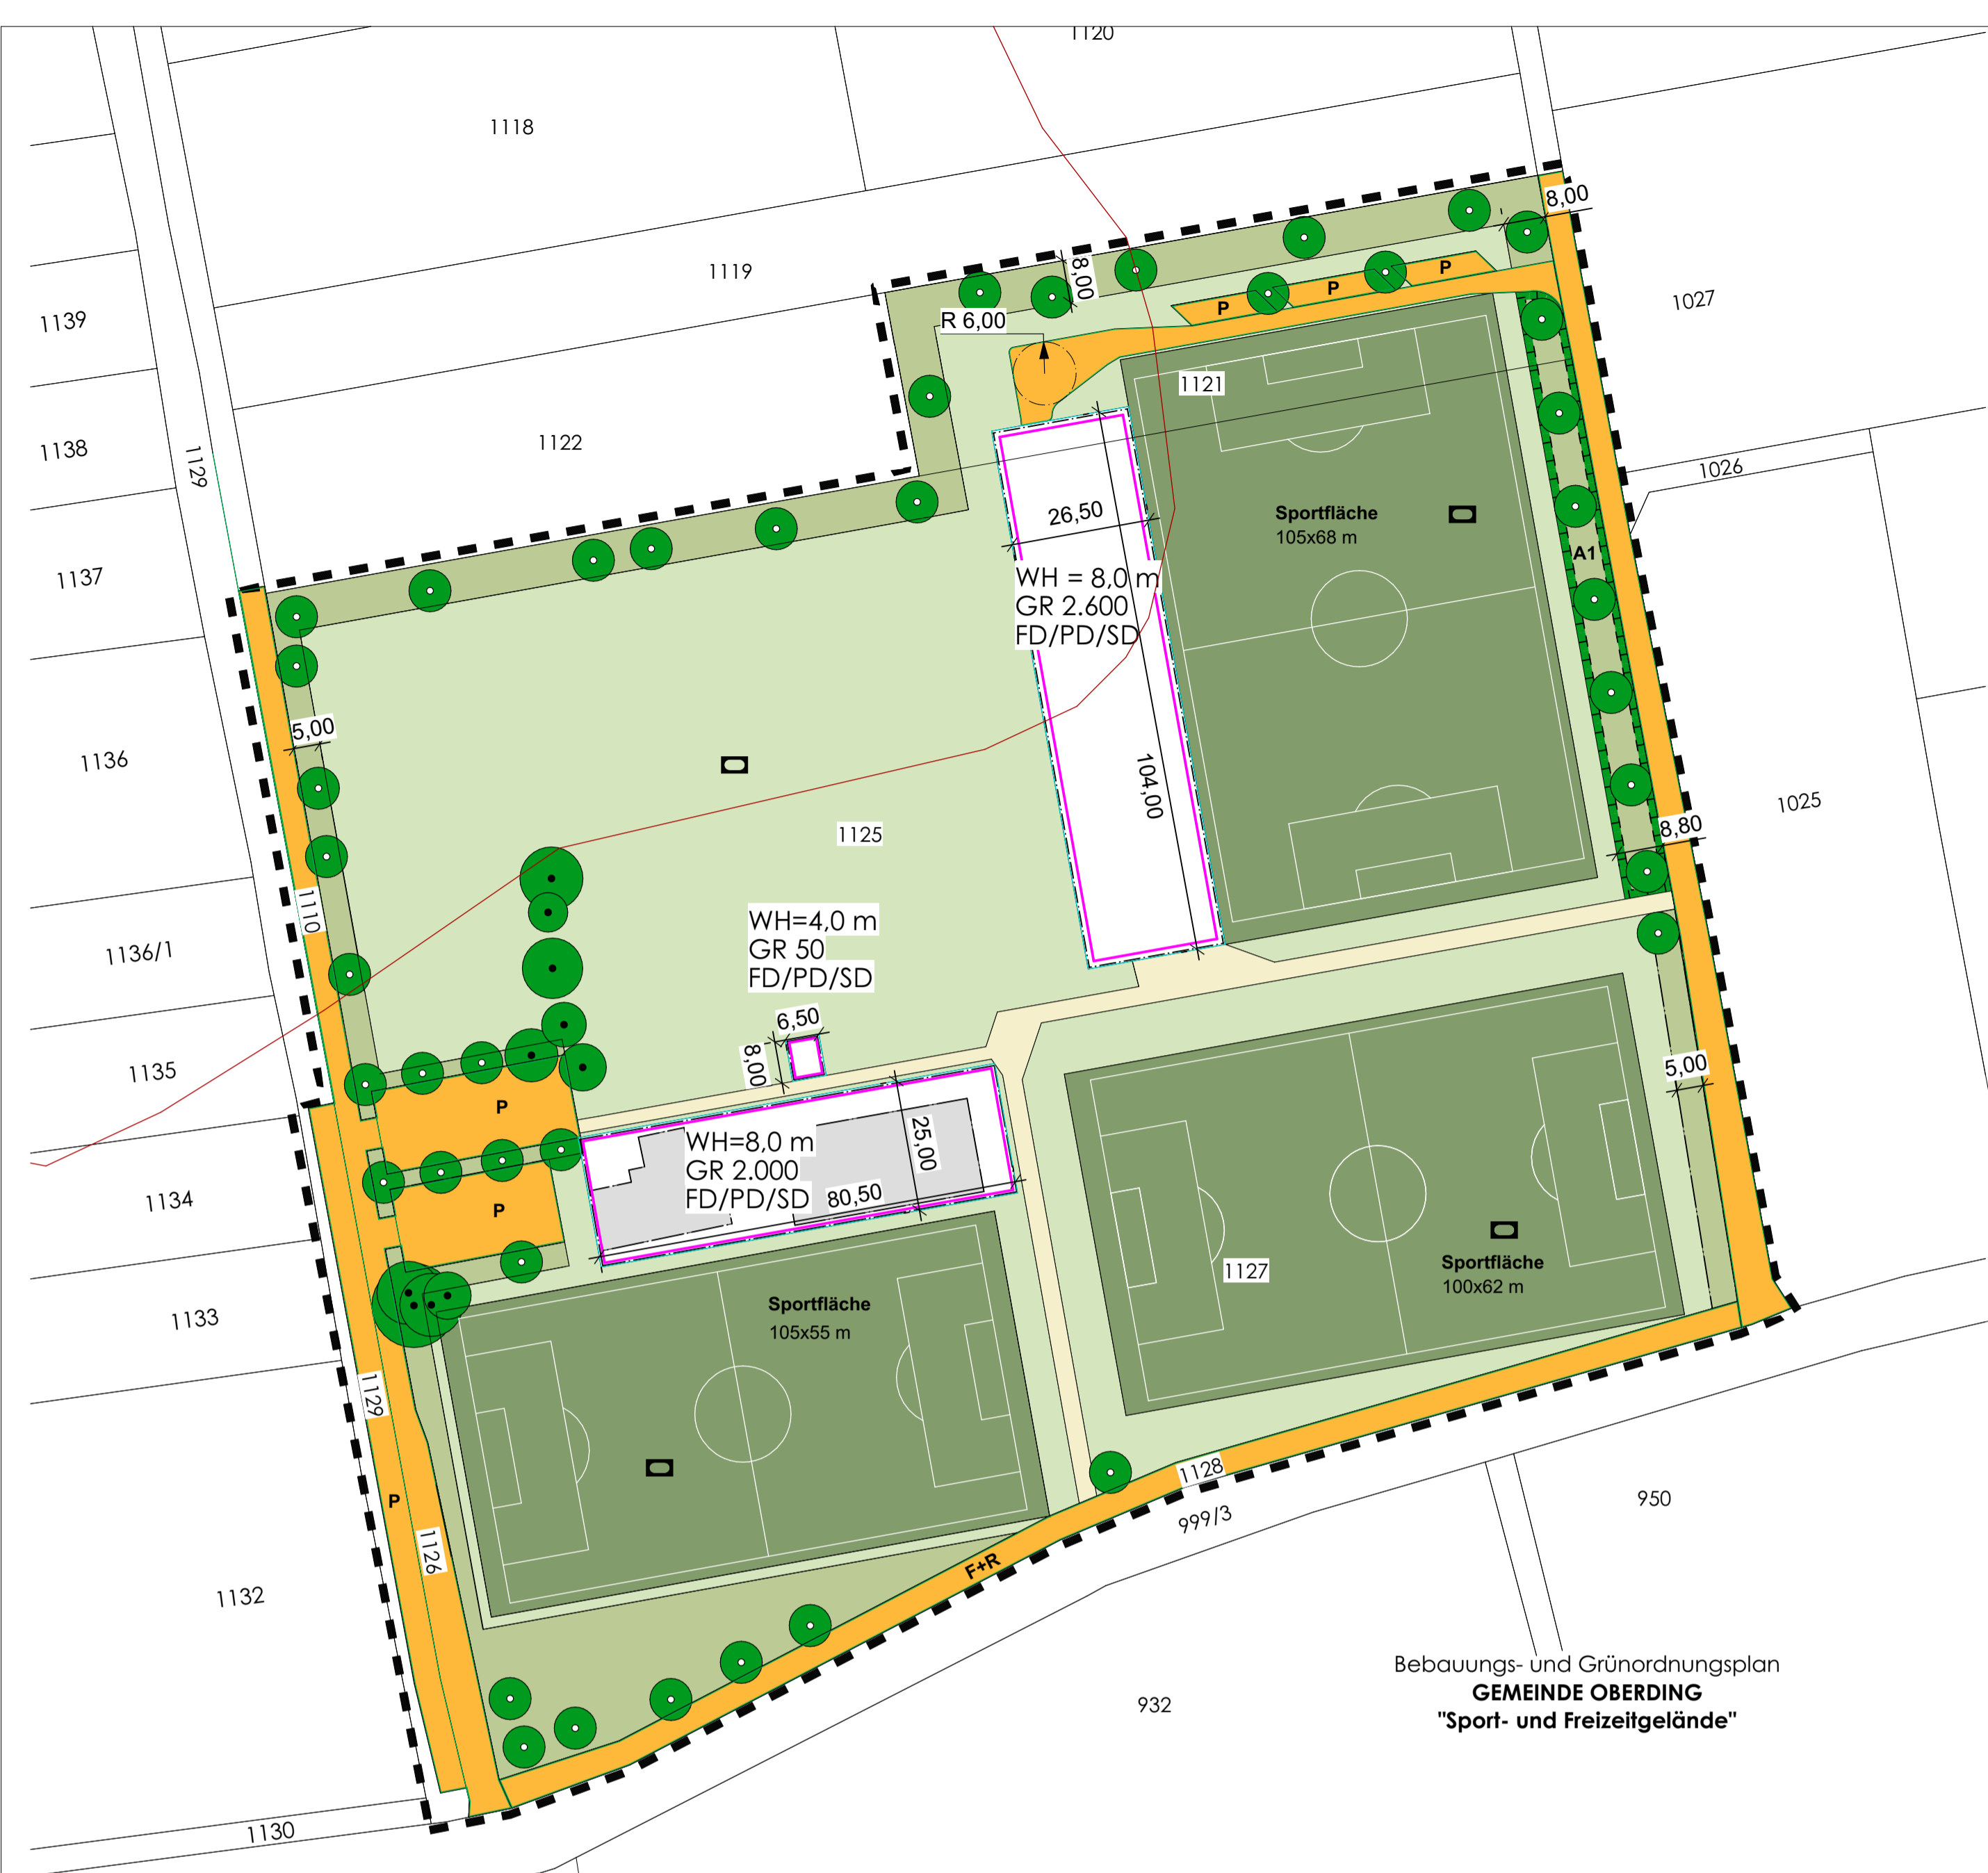 1120
1118
8,00
1119
8,00
1027
1139
R 6,00
P
P
P
1121
1138
1122
1129
1026
26,50
Sportfläche
105x68 m
A1
1137
WH = 8,0 m
GR 2.600
FD/PD/SD
5,00
1136
104,00
1025
1125
8,80
1110
WH=4,0 m
GR 50
FD/PD/SD
1136/1
6,50
8,00
5,00
1135
P
25,00
WH=8,0 m
GR 2.000
FD/PD/SD
80,50
1134
P
1127
Sportfläche
100x62 m
1133
Sportfläche
105x55 m
1129
1128
P
999/3
950
1126
F+R
1132
932
Bebauungs- und Grünordnungsplan
GEMEINDE OBERDING
"Sport- und Freizeitgelände"
1130